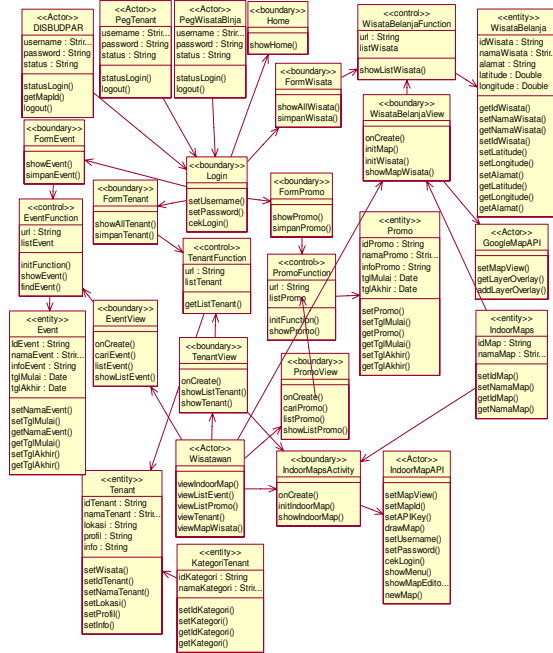 <<Actor>>
DISBUDPAR
username : Strir...
password : String
status : String
statusLogin()
getMapId()
logout()
<<Actor>>
PegTenant
username : Strir...
password : String
status : String
statusLogin()
logout()
<<Actor>>
PegWisataBlnja
username : Strir...
password : String
status : String
statusLogin()
logout()
<<boundary>>
Home
showHome()
<<control>>
WisataBelanjaFunction
url : String
listWisata
showListWisata()
<<entity>>
WisataBelanja
idWisata : String
namaWisata : Strir...
alamat : String
latitude : Double
longitude : Double
getIdWisata()
setNamaWisata()
getNamaWisata()
setIdWisata()
setLatitude()
setLongitude()
setAlamat()
getLatitude()
getLongitude()
getAlamat()
<<boundary>>
FormWisata
showAllWisata()
simpanWisata()
<<boundary>>
WisataBelanjaView
onCreate()
initMap()
initWisata()
showMapWisata()
<<boundary>>
FormEvent
showEvent()
simpanEvent()
<<boundary>>
Login
setUsername()
setPassword()
cekLogin()
<<boundary>>
FormTenant
showAllTenant()
simpanTenant()
<<boundary>>
FormPromo
showPromo()
simpanPromo()
<<control>>
EventFunction
url : String
listEvent
initFunction()
showEvent()
findEvent()
<<control>>
TenantFunction
url : String
listTenant
getListTenant()
<<control>>
PromoFunction
url : String
listPromo
initFunction()
showPromo()
<<entity>>
Promo
idPromo : String
namaPromo : Strir...
infoPromo : String
tglMulai : Date
tglAkhir : Date
setPromo()
setTglMulai()
getPromo()
getTglMulai()
setTglAkhir()
getTglAkhir()
<<Actor>>
GoogleMapAPI
setMapView()
getLayerOverlay()
addLayerOverlay()
<<entity>>
Event
IdEvent : String
namaEvent : Strir...
infoEvent : String
tglMulai : Date
tglAkhir : Date
setNamaEvent()
setTglMulai()
getNamaEvent()
getTglMulai()
setTglAkhir()
getTglAkhir()
<<boundary>>
EventView
onCreate()
cariEvent()
listEvent()
showListEvent()
<<boundary>>
TenantView
onCreate()
showListTenant()
showTenant()
<<boundary>>
PromoView
onCreate()
cariPromo()
listPromo()
showListPromo()
<<entity>>
IndoorMaps
idMap : String
namaMap : Strir...
setIdMap()
setNamaMap()
getIdMap()
getNamaMap()
<<entity>>
Tenant
idTenant : String
namaTenant : Strir...
lokasi : String
profil : String
info : String
setWisata()
setIdTenant()
setNamaTenant()
setLokasi()
setProfil()
setInfo()
<<Actor>>
Wisatawan
viewIndoorMap()
viewListEvent()
viewListPromo()
viewTenant()
viewMapWisata()
<<boundary>>
IndoorMapsActivity
onCreate()
initIndoorMap()
showIndoorMap()
<<Actor>>
IndoorMapAPI
setMapView()
setMapId()
setAPIKey()
drawMap()
setUsername()
setPassword()
cekLogin()
showMenu()
showMapEdito...
newMap()
<<entity>>
KategoriTenant
idKategori : String
namaKategori : Strir...
setIdKategori()
setKategori()
getIdKategori()
getKategori()